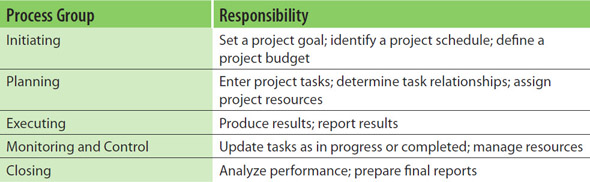 Process Group Responsibility
Initiating Set a project goal; identify a project schedule; define a
project budget
Planning Enter project tasks; determine task relationships; assign
project resources
Executing Produce results; report results
Monitoring and Control Update tasks as in progress or completed; manage resources
Closing Analyze performance; prepare final reports